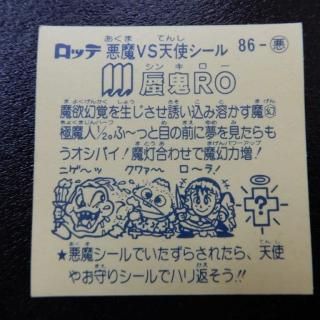 ロッテ 悪魔VS天使シール 86-悪
蜃鬼RO
魔欲幻覚を生じさせ誘い込み溶かす魔
極魔人½。ふ〜っと目の前に夢を見たらも
うオシバイ！魔灯合わせで魔幻力増！
ニゲ〜ッ クワァ〜 ローラ！
★悪魔シールでいたずらされたら、天使
やお守りシールでハリ返そう!!